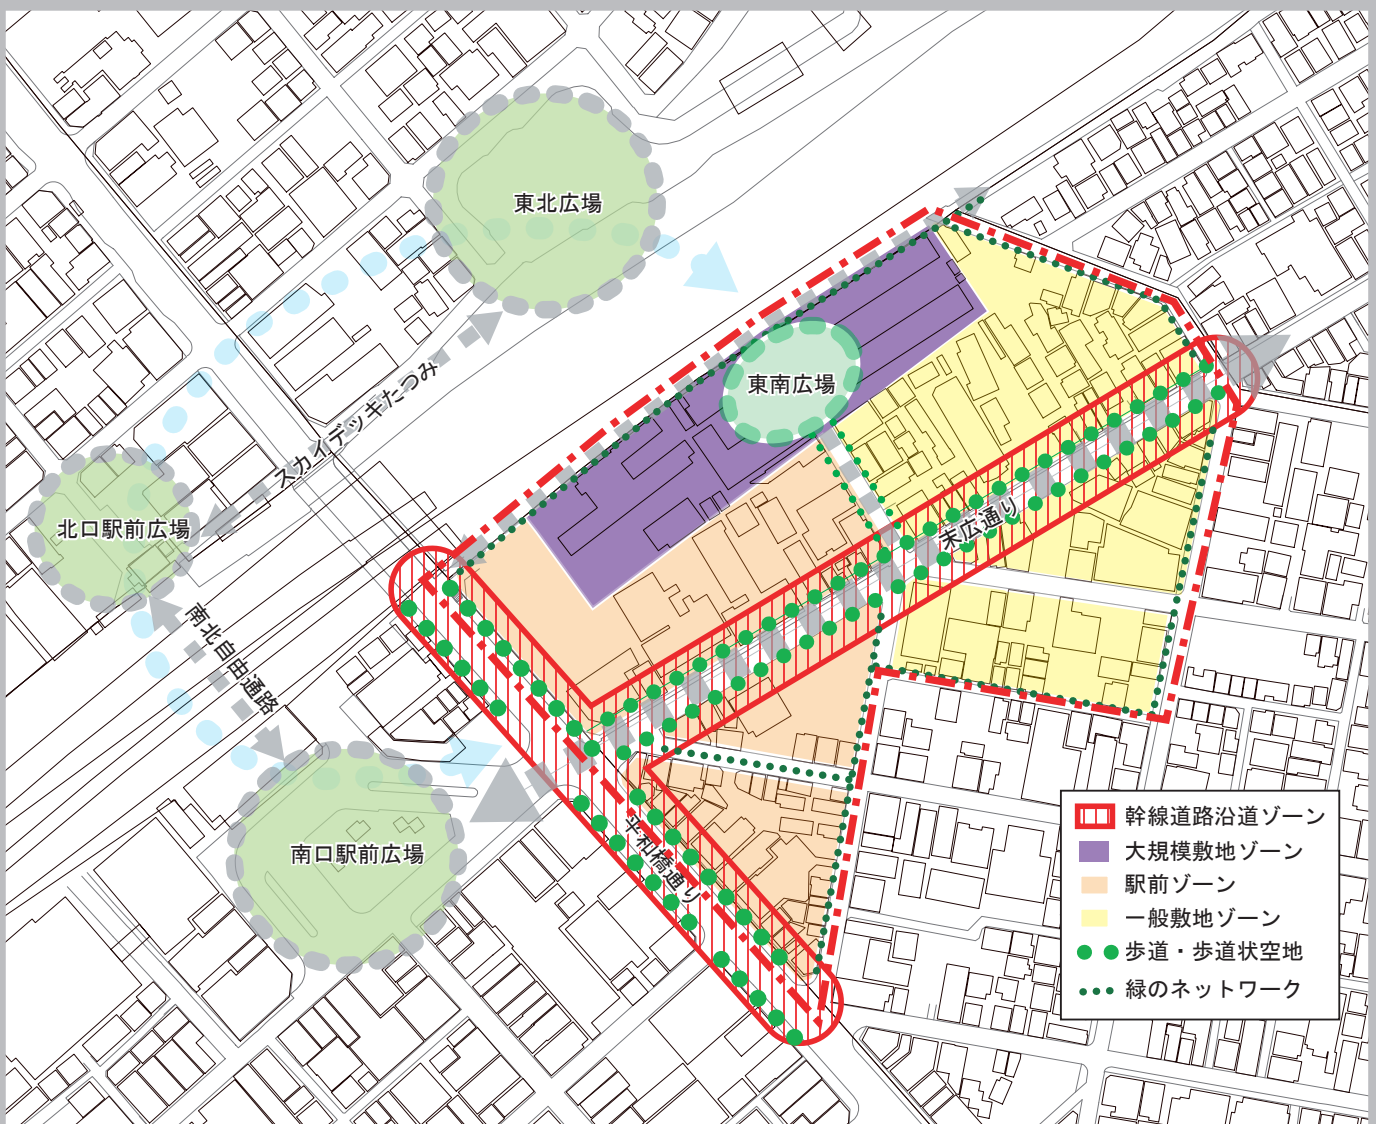 東北広場
東南広場
スカイデッキたつみ
北口駅前広場
末広通り
南北自由通路
南口駅前広場
平和橋通り
幹線道路沿道ゾーン
大規模敷地ゾーン
駅前ゾーン
一般敷地ゾーン
歩道・歩道状空地
緑のネットワーク